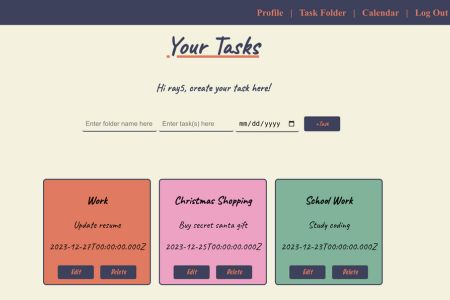 Profile | Task Folder | Calendar | Log Out
Your Tasks
Hi ray5, create your task here!
Enter folder name here Enter task(s) here mm/dd/yyyy +Task
Work Christmas Shopping School Work
Update resume Buy secret santa gift Study coding
2023-12-27T00:00:00.000Z 2023-12-25T00:00:00.000Z 2023-12-23T00:00:00.000Z
Edit Delete Edit Delete Edit Delete